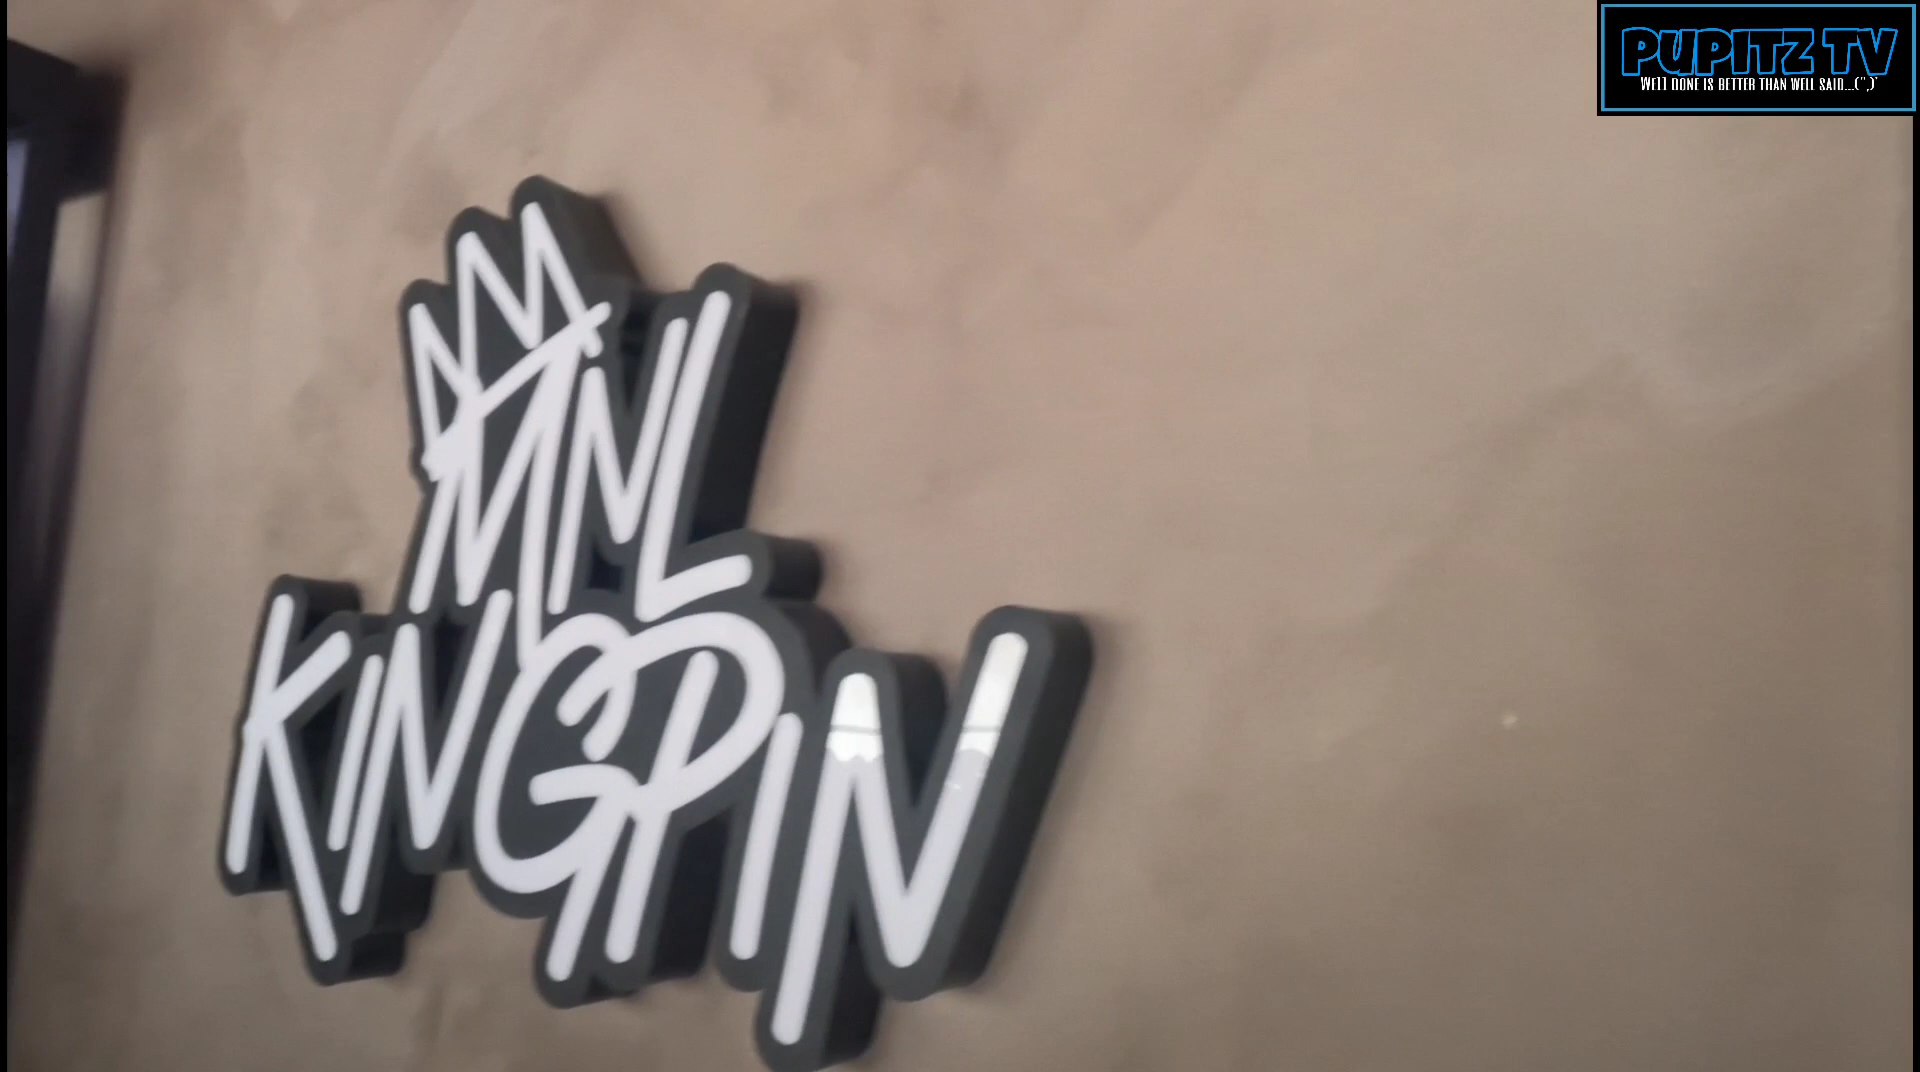 PUPITZ TV
WELL DONE IS BETTER THAN WELL SAID...(",)
MNL
KINGPIN